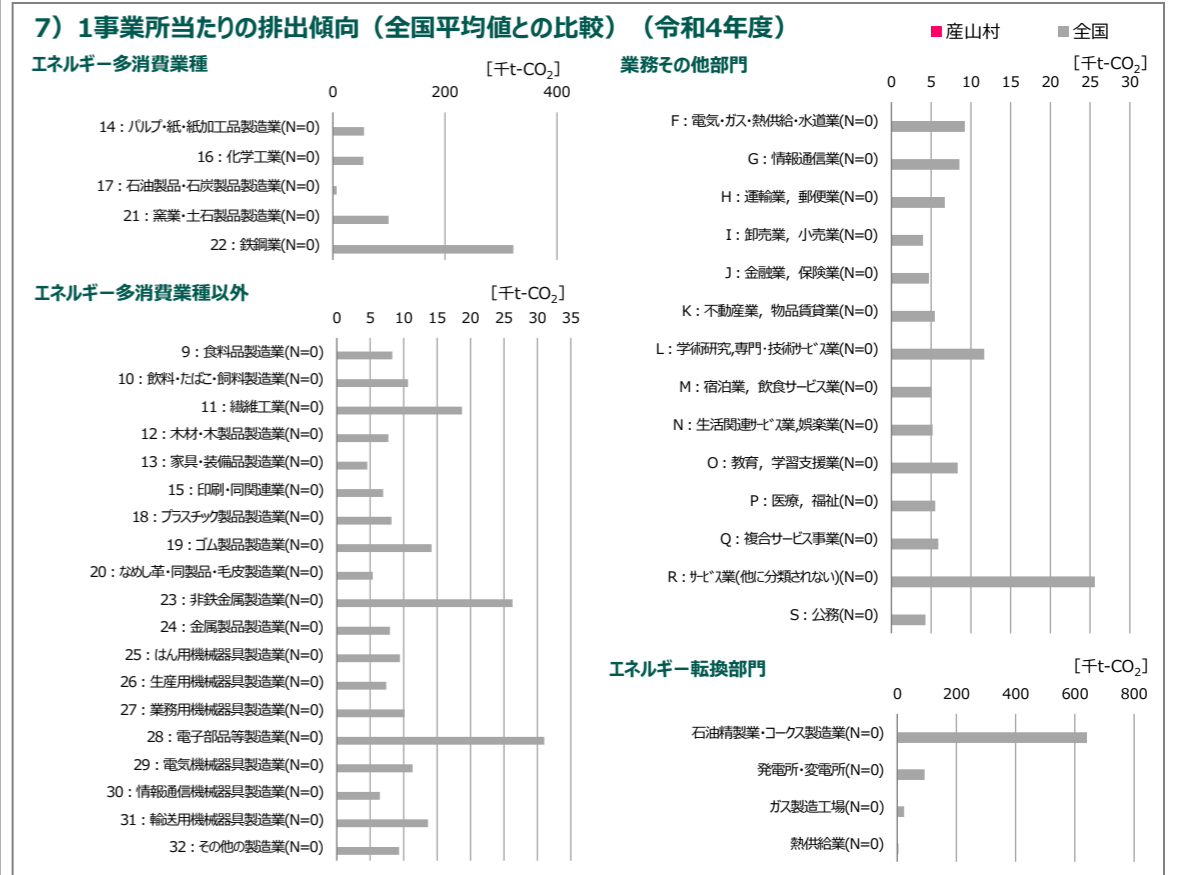 7）1事業所当たりの排出傾向（全国平均値との比較）（令和4年度）
■産山村 ■全国
エネルギー多消費業種
[千t-CO₂]
0 200 400
14：パルプ・紙・紙加工品製造業(N=0)
16：化学工業(N=0)
17：石油製品・石炭製品製造業(N=0)
21：窯業・土石製品製造業(N=0)
22：鉄鋼業(N=0)
エネルギー多消費業種以外
[千t-CO₂]
0 5 10 15 20 25 30 35
9：食料品製造業(N=0)
10：飲料・たばこ・飼料製造業(N=0)
11：繊維工業(N=0)
12：木材・木製品製造業(N=0)
13：家具・装備品製造業(N=0)
15：印刷・同関連業(N=0)
18：プラスチック製品製造業(N=0)
19：ゴム製品製造業(N=0)
20：なめし革・同製品・毛皮製造業(N=0)
23：非鉄金属製造業(N=0)
24：金属製品製造業(N=0)
25：はん用機械器具製造業(N=0)
26：生産用機械器具製造業(N=0)
27：業務用機械器具製造業(N=0)
28：電子部品等製造業(N=0)
29：電気機械器具製造業(N=0)
30：情報通信機械器具製造業(N=0)
31：輸送用機械器具製造業(N=0)
32：その他の製造業(N=0)
業務その他部門
[千t-CO₂]
0 5 10 15 20 25 30
F：電気・ガス・熱供給・水道業(N=0)
G：情報通信業(N=0)
H：運輸業，郵便業(N=0)
I：卸売業，小売業(N=0)
J：金融業，保険業(N=0)
K：不動産業，物品賃貸業(N=0)
L：学術研究,専門・技術サービス業(N=0)
M：宿泊業，飲食サービス業(N=0)
N：生活関連サービス業,娯楽業(N=0)
O：教育，学習支援業(N=0)
P：医療，福祉(N=0)
Q：複合サービス事業(N=0)
R：サービス業(他に分類されない)(N=0)
S：公務(N=0)
エネルギー転換部門
[千t-CO₂]
0 200 400 600 800
石油精製業・コークス製造業(N=0)
発電所・変電所(N=0)
ガス製造工場(N=0)
熱供給業(N=0)